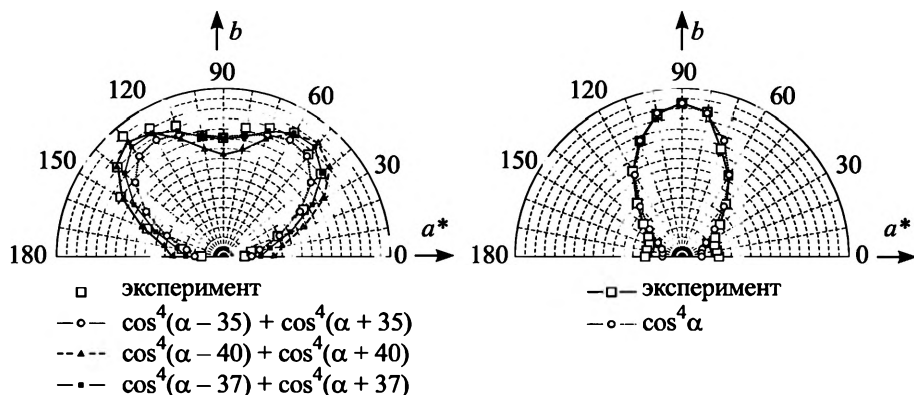 b
90
120
60
150
30
180
0
a*
□ эксперимент
cos⁴(α – 35) + cos⁴(α + 35)
cos⁴(α – 40) + cos⁴(α + 40)
cos⁴(α – 37) + cos⁴(α + 37)
b
90
120
60
150
30
180
0
a*
эксперимент
cos⁴α